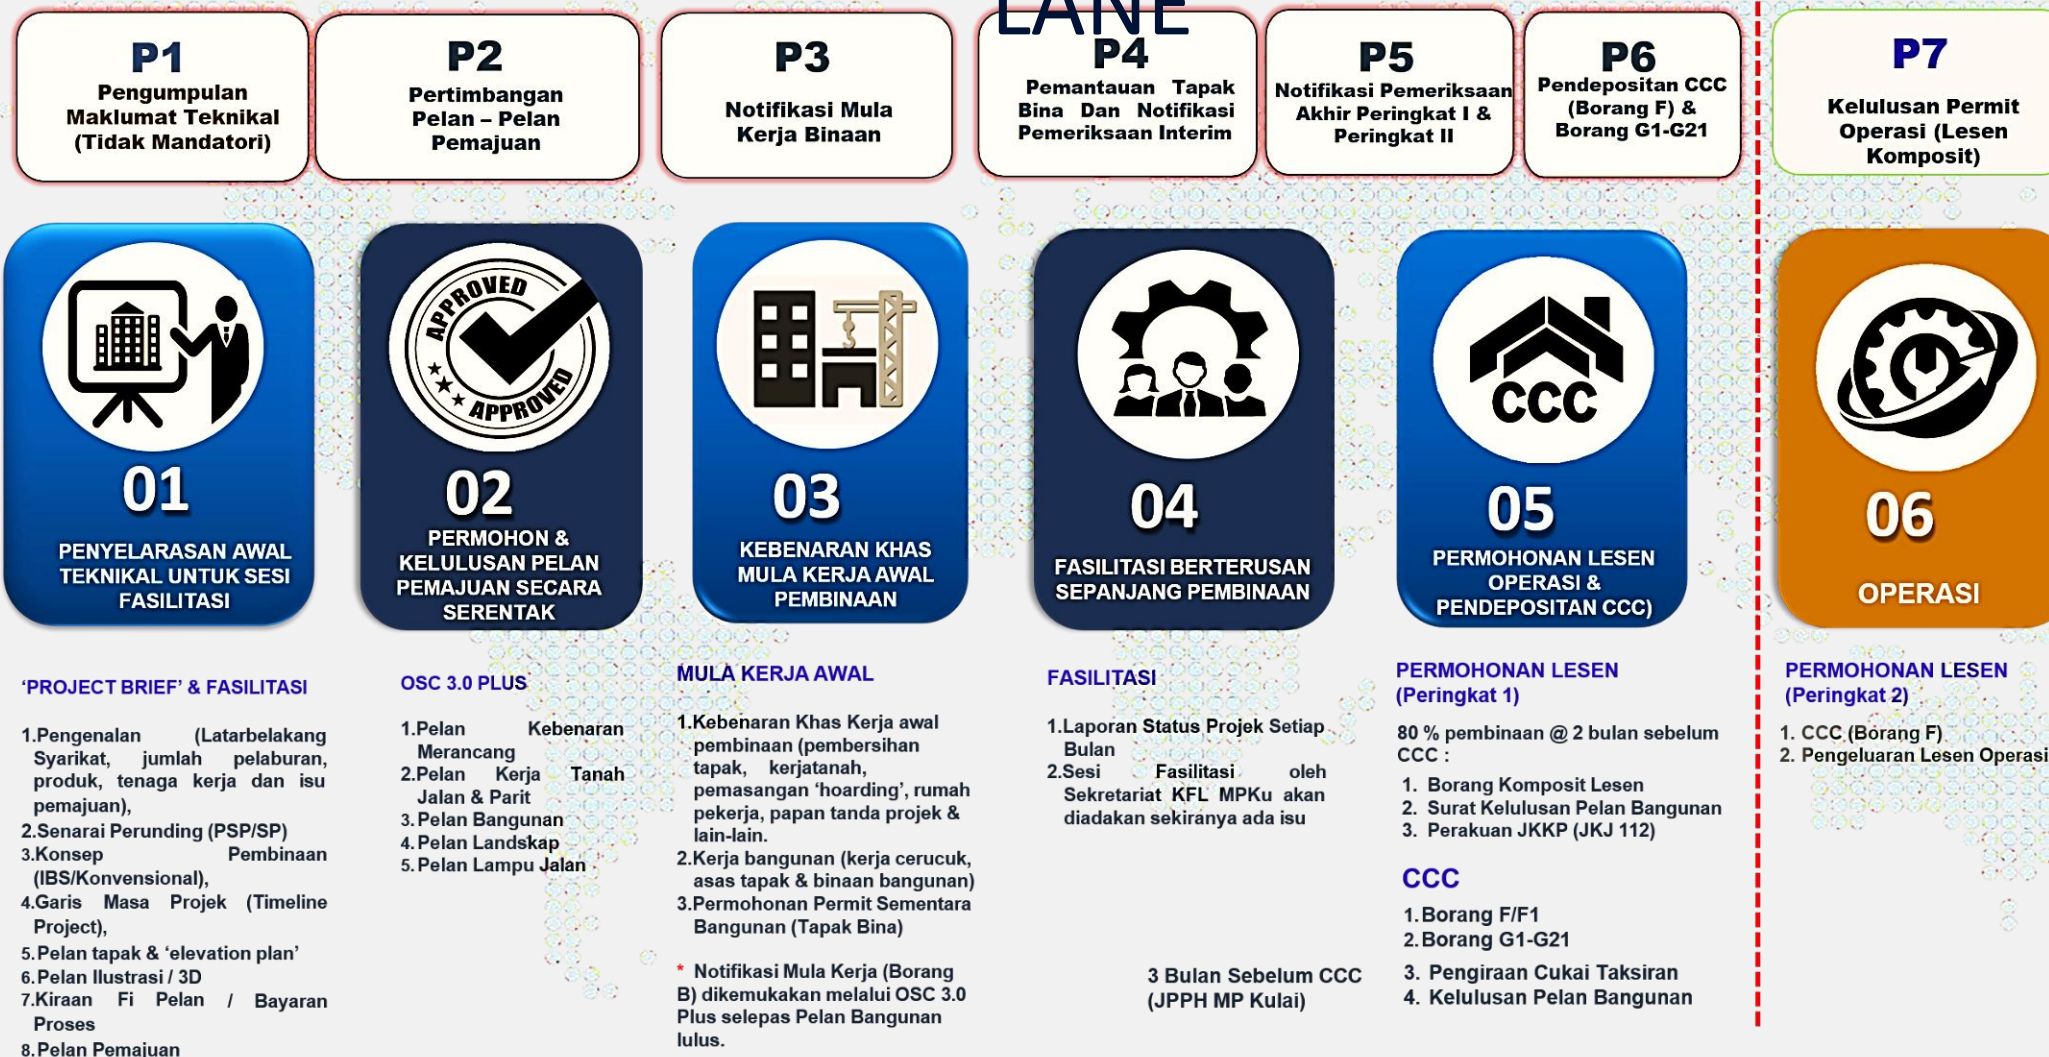 LANE
P1
Pengumpulan
Maklumat Teknikal
(Tidak Mandatori)
P2
Pertimbangan
Pelan – Pelan
Pemajuan
P3
Notifikasi Mula
Kerja Binaan
P4
Pemantauan Tapak
Bina Dan Notifikasi
Pemeriksaan Interim
P5
Notifikasi Pemeriksaan
Akhir Peringkat I &
Peringkat II
P6
Pendepositan CCC
(Borang F) &
Borang G1-G21
P7
Kelulusan Permit
Operasi (Lesen
Komposit)
01
PENYELARASAN AWAL
TEKNIKAL UNTUK SESI
FASILITASI
APPROVED
APPROVED
02
PERMOHON &
KELULUSAN PELAN
PEMAJUAN SECARA
SERENTAK
03
KEBENARAN KHAS
MULA KERJA AWAL
PEMBINAAN
04
FASILITASI BERTERUSAN
SEPANJANG PEMBINAAN
CCC
05
PERMOHONAN LESEN
OPERASI &
PENDEPOSITAN CCC)
06
OPERASI
'PROJECT BRIEF' & FASILITASI
1.Pengenalan (Latarbelakang
Syarikat, jumlah pelaburan,
produk, tenaga kerja dan isu
pemajuan),
2.Senarai Perunding (PSP/SP)
3.Konsep Pembinaan
(IBS/Konvensional),
4.Garis Masa Projek (Timeline
Project),
5.Pelan tapak & 'elevation plan'
6.Pelan Ilustrasi / 3D
7.Kiraan Fi Pelan / Bayaran
Proses
8.Pelan Pemajuan
OSC 3.0 PLUS
1.Pelan Kebenaran
Merancang
2.Pelan Kerja Tanah
Jalan & Parit
3.Pelan Bangunan
4.Pelan Landskap
5.Pelan Lampu Jalan
MULA KERJA AWAL
1.Kebenaran Khas Kerja awal
pembinaan (pembersihan
tapak, kerjatanah,
pemasangan 'hoarding', rumah
pekerja, papan tanda projek &
lain-lain.
2.Kerja bangunan (kerja cerucuk,
asas tapak & binaan bangunan)
3.Permohonan Permit Sementara
Bangunan (Tapak Bina)
* Notifikasi Mula Kerja (Borang
B) dikemukakan melalui OSC 3.0
Plus selepas Pelan Bangunan
lulus.
FASILITASI
1.Laporan Status Projek Setiap
Bulan
2.Sesi Fasilitasi oleh
Sekretariat KFL MPKu akan
diadakan sekiranya ada isu
3 Bulan Sebelum CCC
(JPPH MP Kulai)
PERMOHONAN LESEN
(Peringkat 1)
80 % pembinaan @ 2 bulan sebelum
CCC :
1. Borang Komposit Lesen
2. Surat Kelulusan Pelan Bangunan
3. Perakuan JKKP (JKJ 112)
CCC
1.Borang F/F1
2.Borang G1-G21
3. Pengiraan Cukai Taksiran
4. Kelulusan Pelan Bangunan
PERMOHONAN LESEN
(Peringkat 2)
1. CCC (Borang F)
2. Pengeluaran Lesen Operasi